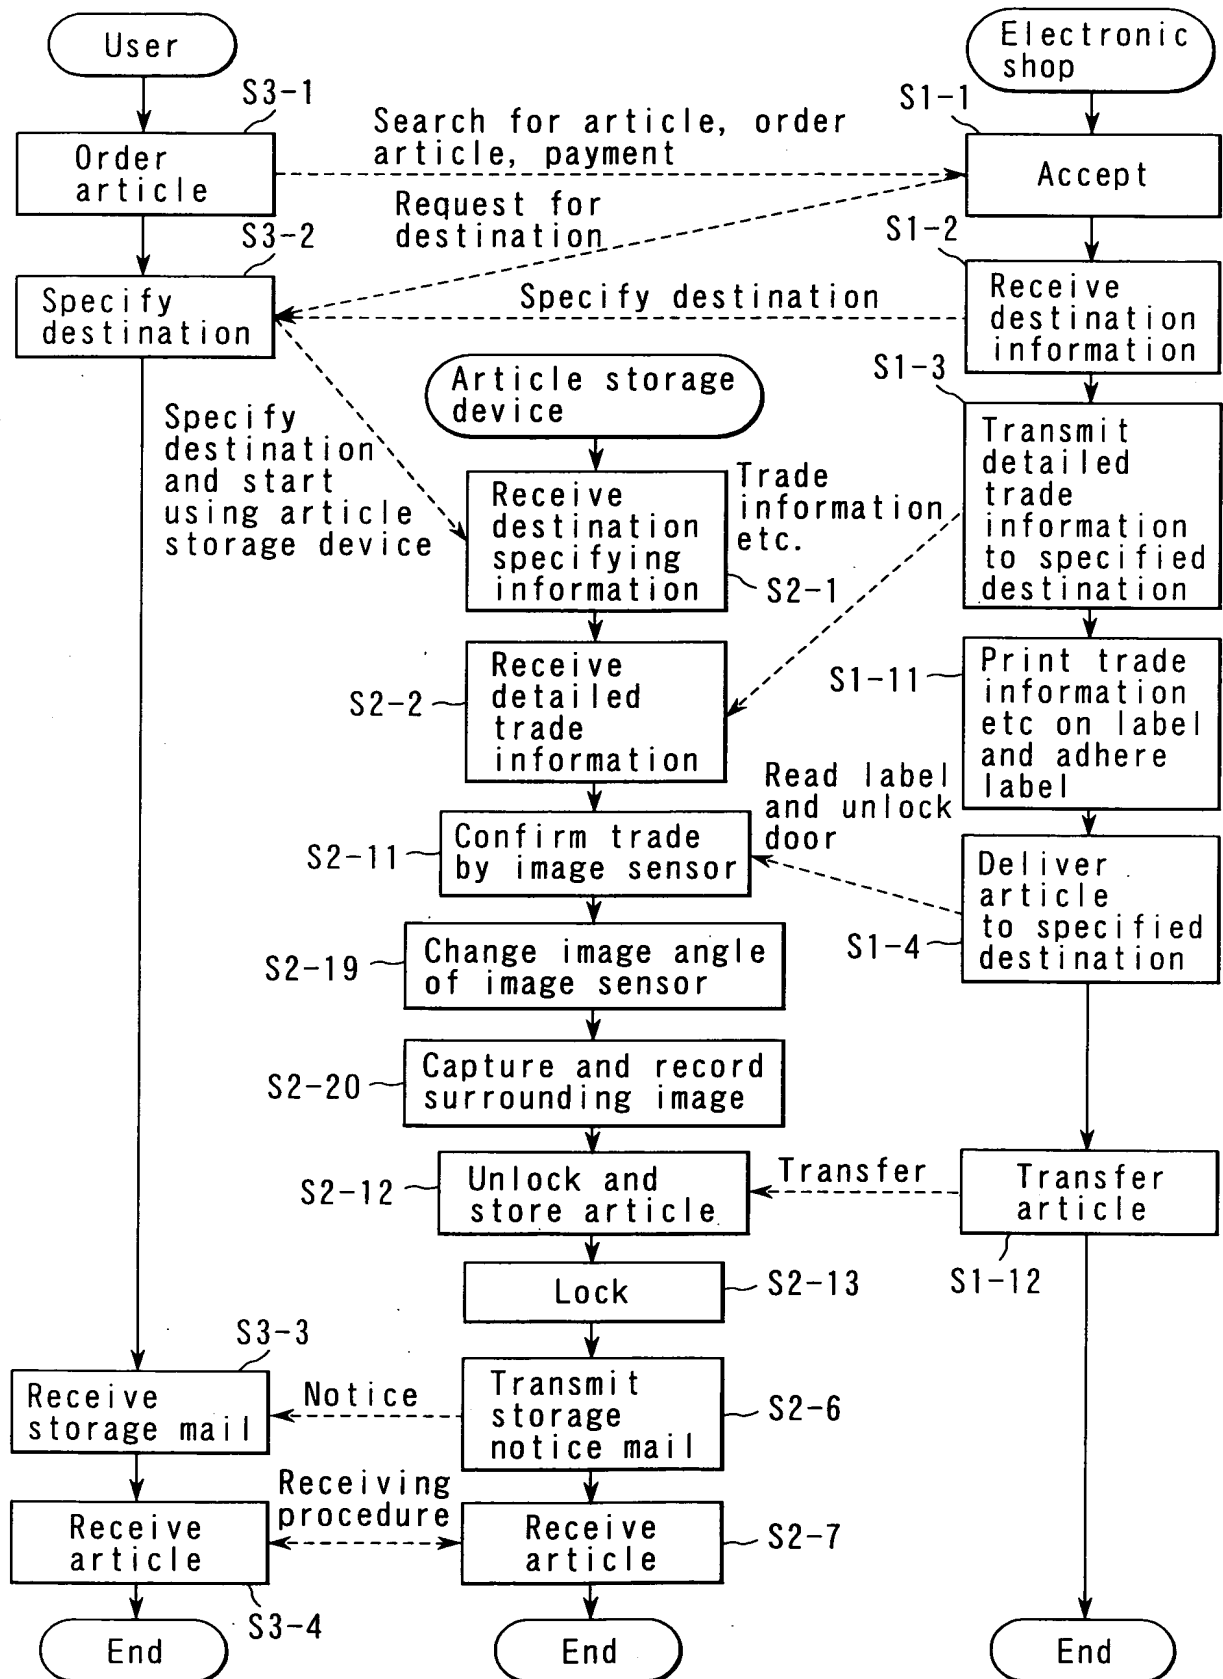 User
Electronic
shop
S3-1
S1-1
Search for article, order
article, payment
Order
article
Accept
Request for
destination
S3-2
S1-2
Specify
destination
Specify destination
Receive
destination
information
S1-3
Article storage
device
Specify
destination
and start
using article
storage device
Transmit
detailed
trade
information
to specified
destination
Trade
information
etc.
Receive
destination
specifying
information
S2-1
Receive
detailed
trade
information
S2-2
S1-11
Print trade
information
etc on label
and adhere
label
Read label
and unlock
door
S2-11
Confirm trade
by image sensor
Deliver
article
to specified
destination
S1-4
S2-19
Change image angle
of image sensor
S2-20
Capture and record
surrounding image
S2-12
Unlock and
store article
Transfer
Transfer
article
S1-12
Lock
S2-13
S3-3
Receive
storage mail
Notice
Transmit
storage
notice mail
S2-6
Receiving
procedure
Receive
article
Receive
article
S2-7
S3-4
End
End
End